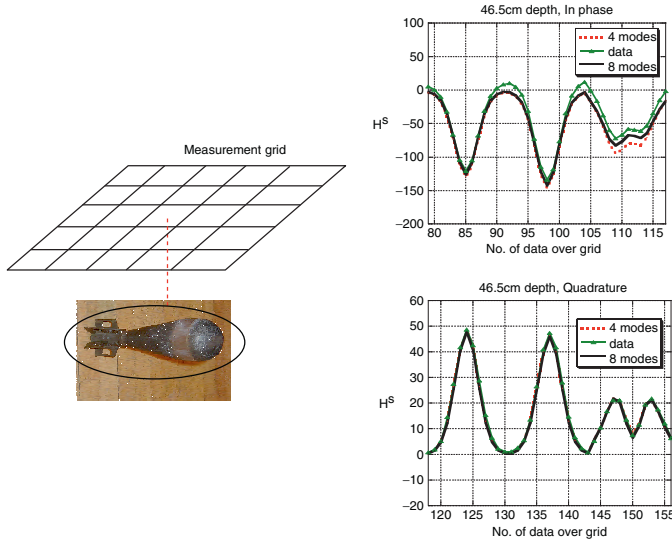 46.5cm depth, In phase
100
50
0
−50
−100
−150
−200
H^S
4 modes
data
8 modes
80 85 90 95 100 105 110 115
No. of data over grid
Measurement grid
46.5cm depth, Quadrature
60
50
40
30
20
10
0
−10
−20
H^S
4 modes
data
8 modes
120 125 130 135 140 145 150 155
No. of data over grid